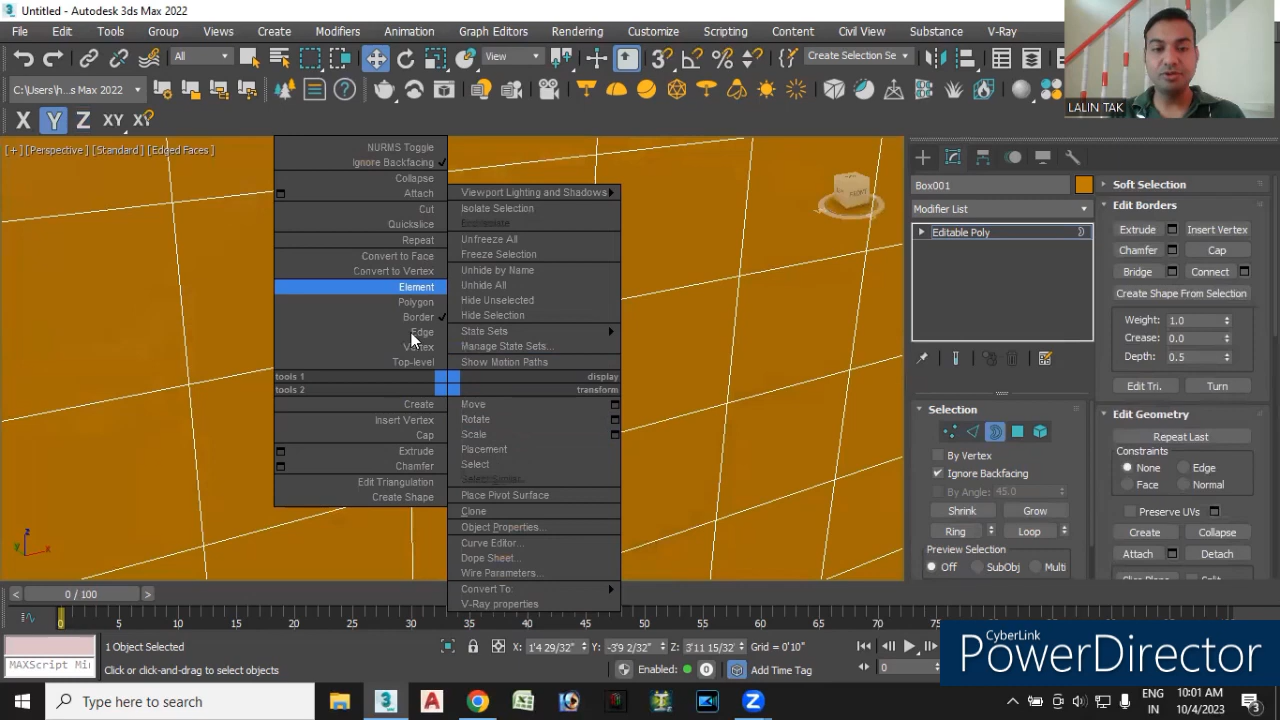 Untitled - Autodesk 3ds Max 2022
File Edit Tools Group Views Create Modifiers Animation Graph Editors Rendering Customize Scripting Content Civil View Substance V-Ray
All View Create Selection Se
C:\Users\h...s Max 2022
X Y Z XY XY
LALIN TAK
[+] [Perspective] [Standard] [Edged Faces]
NURMS Toggle
Ignore Backfacing
Collapse
Attach
Cut
Quickslice
Repeat
Convert to Face
Convert to Vertex
Element
Polygon
Border
Edge
Vertex
Top-level
tools 1
tools 2
Create
Insert Vertex
Cap
Extrude
Chamfer
Edit Triangulation
Create Shape
Viewport Lighting and Shadows
Isolate Selection
Unfreeze All
Freeze Selection
Unhide by Name
Unhide All
Hide Unselected
Hide Selection
State Sets
Manage State Sets...
Show Motion Paths
display
transform
Move
Rotate
Scale
Placement
Select
Select Similar...
Place Pivot Surface
Clone
Object Properties...
Curve Editor...
Dope Sheet...
Wire Parameters...
Convert To:
V-Ray properties
Box001
Modifier List
Editable Poly
Selection
By Vertex
Ignore Backfacing
By Angle: 45.0
Shrink Grow
Ring Loop
Preview Selection
Off SubObj Multi
Soft Selection
Edit Borders
Extrude Insert Vertex
Chamfer Cap
Bridge Connect
Create Shape From Selection
Weight: 1.0
Crease: 0.0
Depth: 0.5
Edit Tri. Turn
Edit Geometry
Repeat Last
Constraints
None Edge
Face Normal
Preserve UVs
Create Collapse
Attach Detach
z
x
y
< 0 / 100 >
0 5 10 15 20 25 30 35 40 45 50 55 60 65 70
1 Object Selected
MAXScript Mi
Click or click-and-drag to select objects
X: 1'4 29/32" Y: -3'9 2/32" Z: 3'11 15/32" Grid = 0'10"
Enabled: 0 Add Time Tag
0
CyberLink
PowerDirector
Type here to search
ENG
IN
10:01 AM
10/4/2023
3